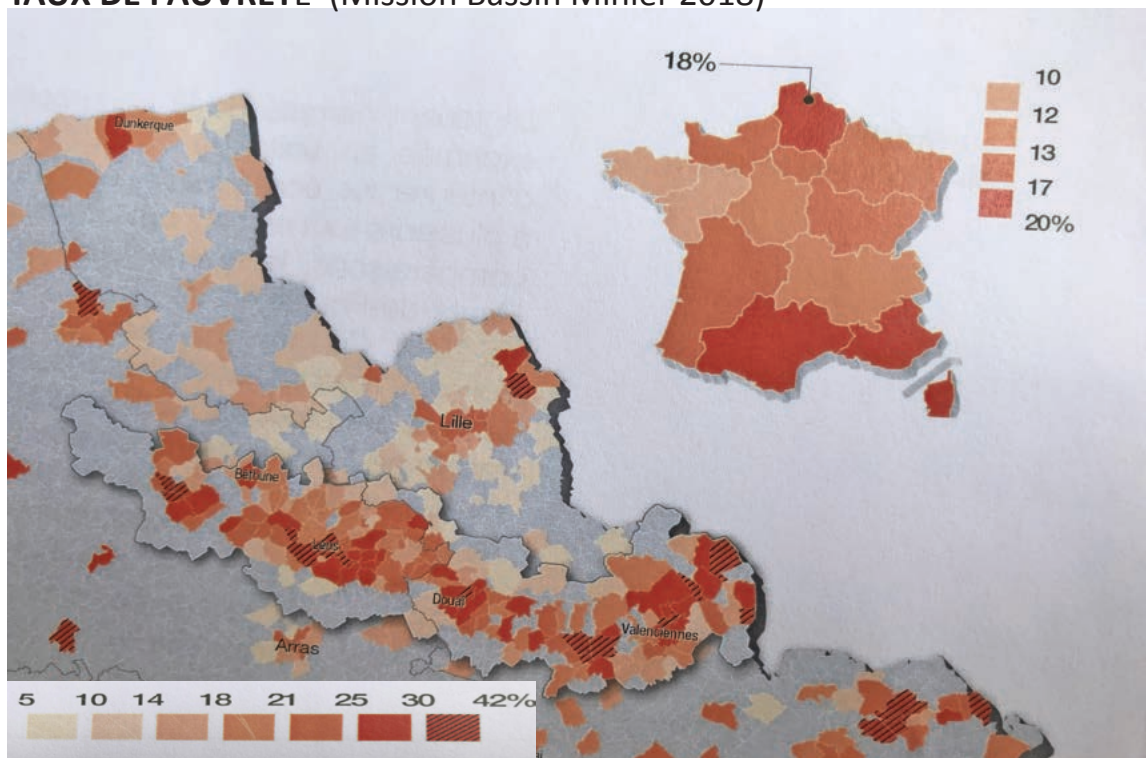 TAUX DE PAUVRETÉ (Mission Bassin Minier 2018)
18%
10
12
13
17
20%
Dunkerque
Lille
Béthune
Lens
Douai
Valenciennes
Arras
5 10 14 18 21 25 30 42%